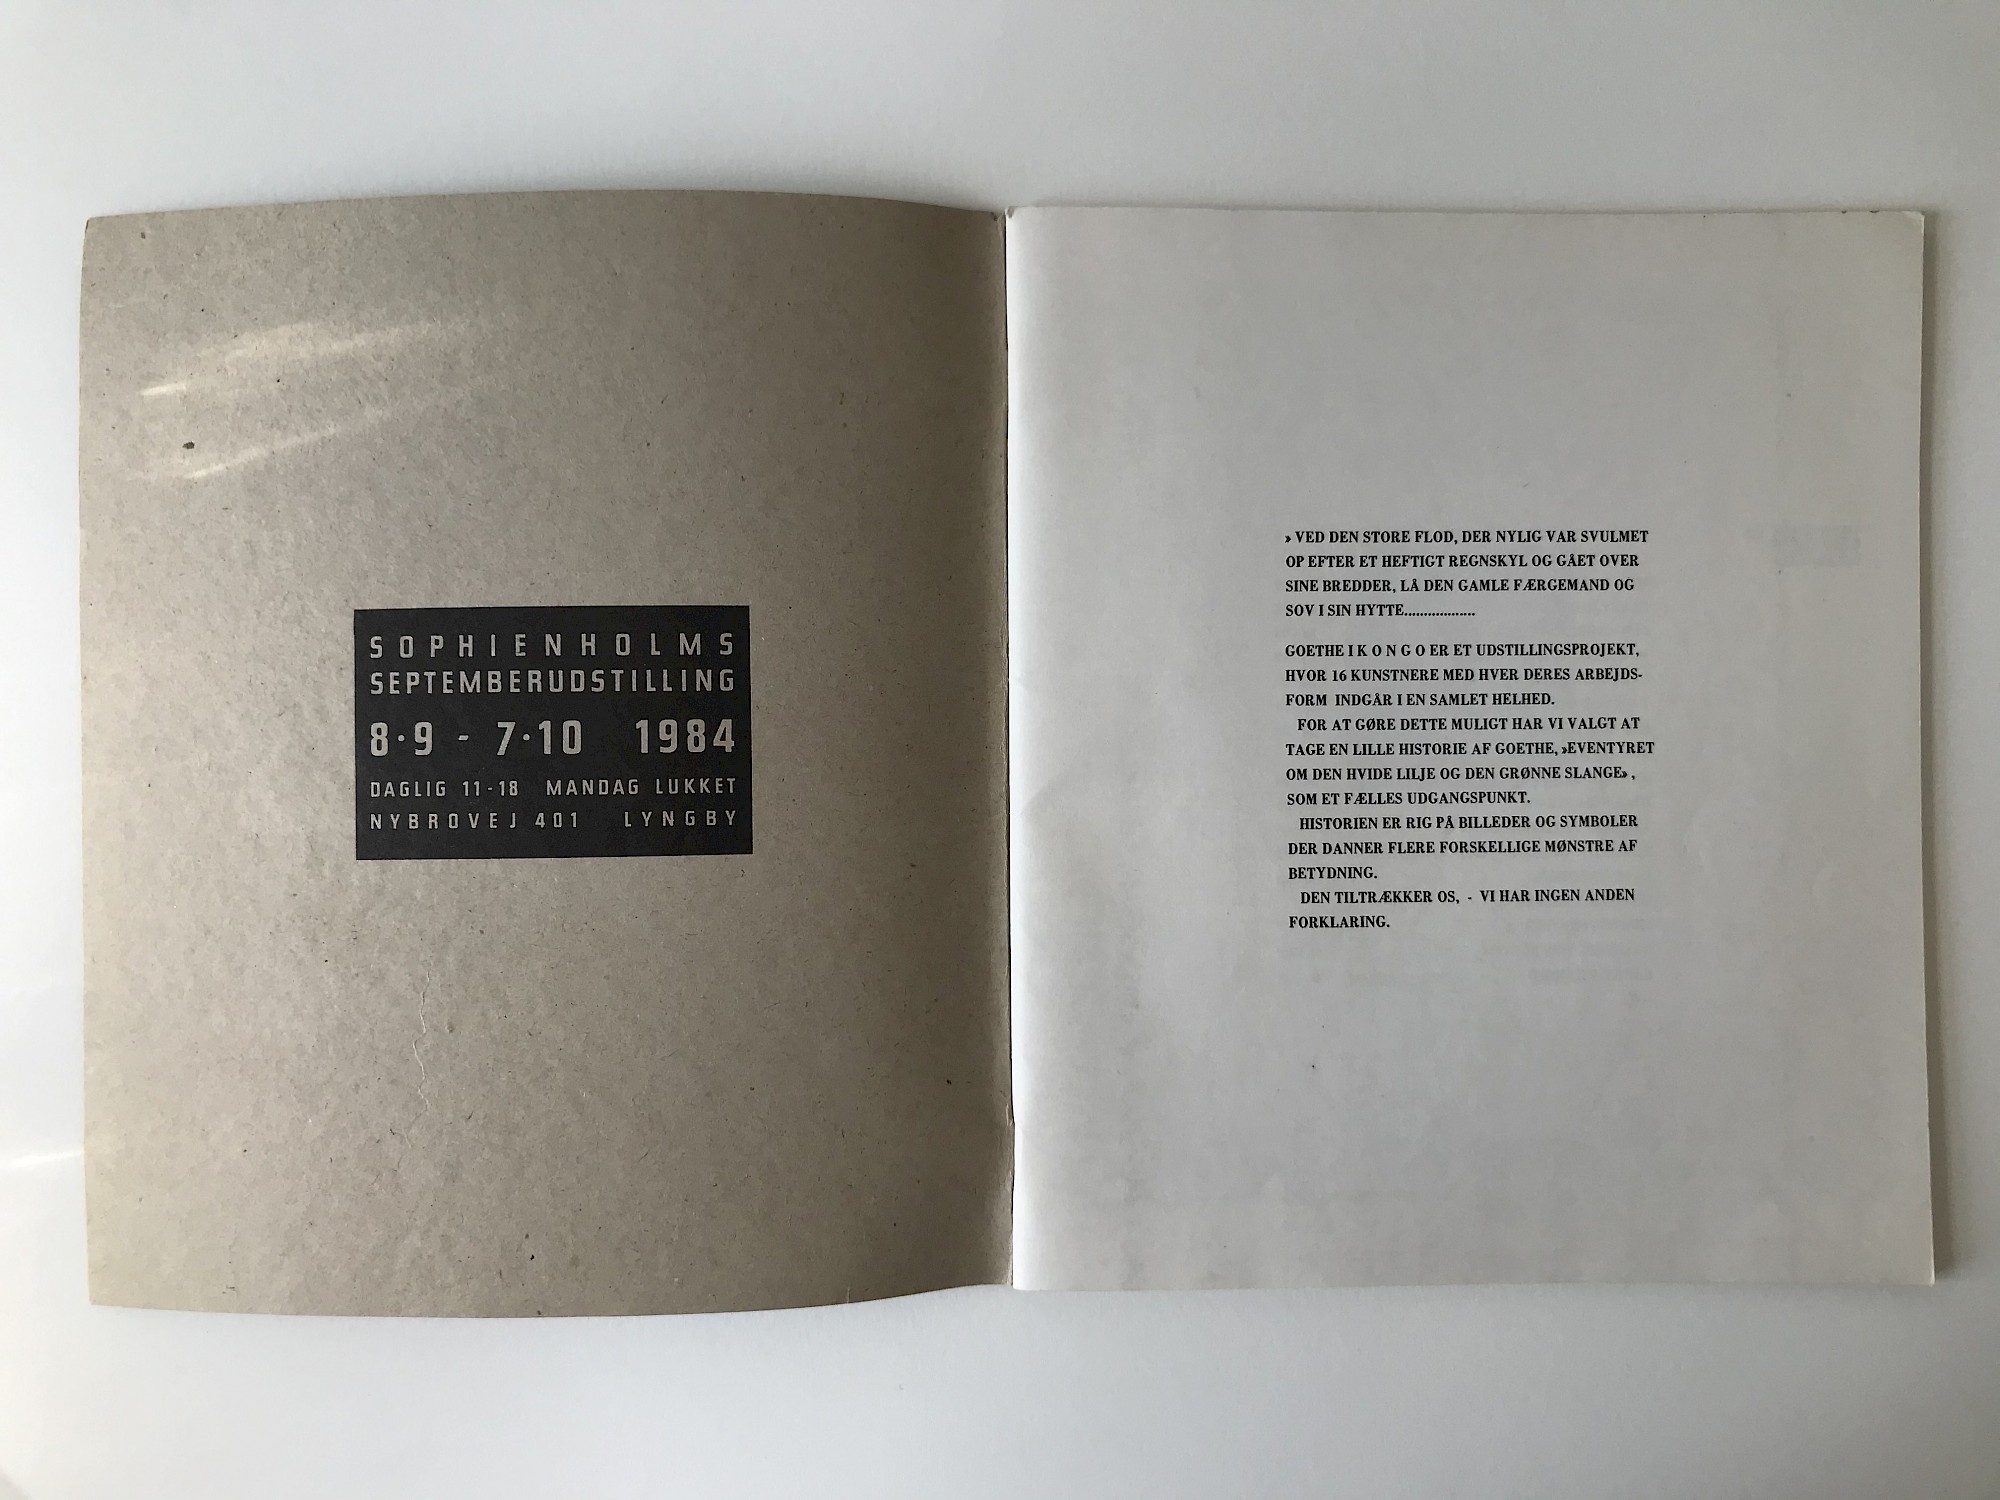 SOPHIENHOLMS
SEPTEMBERUDSTILLING
8·9 - 7·10 1984
DAGLIG 11-18 MANDAG LUKKET
NYBROVEJ 401 LYNGBY
» VED DEN STORE FLOD, DER NYLIG VAR SVULMET
OP EFTER ET HEFTIGT REGNSKYL OG GÅET OVER
SINE BREDDER, LÅ DEN GAMLE FÆRGEMAND OG
SOV I SIN HYTTE..................
GOETHE I K O N G O ER ET UDSTILLINGSPROJEKT,
HVOR 16 KUNSTNERE MED HVER DERES ARBEJDS-
FORM INDGÅR I EN SAMLET HELHED.
FOR AT GØRE DETTE MULIGT HAR VI VALGT AT
TAGE EN LILLE HISTORIE AF GOETHE, »EVENTYRET
OM DEN HVIDE LILJE OG DEN GRØNNE SLANGE» ,
SOM ET FÆLLES UDGANGSPUNKT.
HISTORIEN ER RIG PÅ BILLEDER OG SYMBOLER
DER DANNER FLERE FORSKELLIGE MØNSTRE AF
BETYDNING.
DEN TILTRÆKKER OS, - VI HAR INGEN ANDEN
FORKLARING.